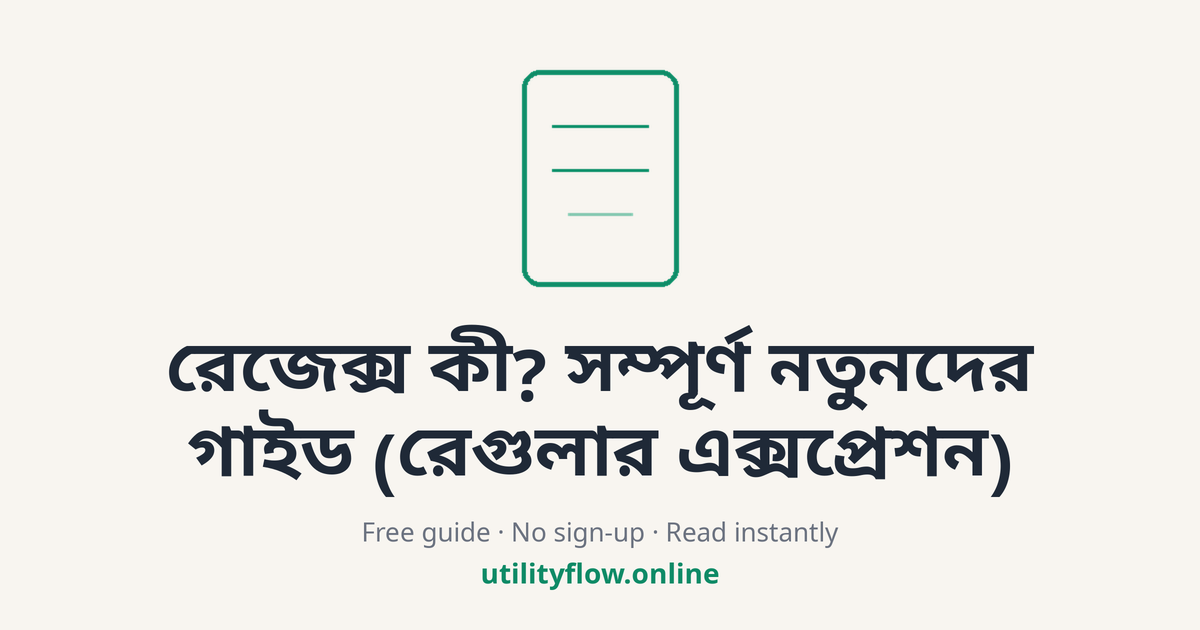 রেজেক্স কী? সম্পূর্ণ নতুনদের
গাইড (রেগুলার এক্সপ্রেশন)
Free guide · No sign-up · Read instantly
utilityflow.online